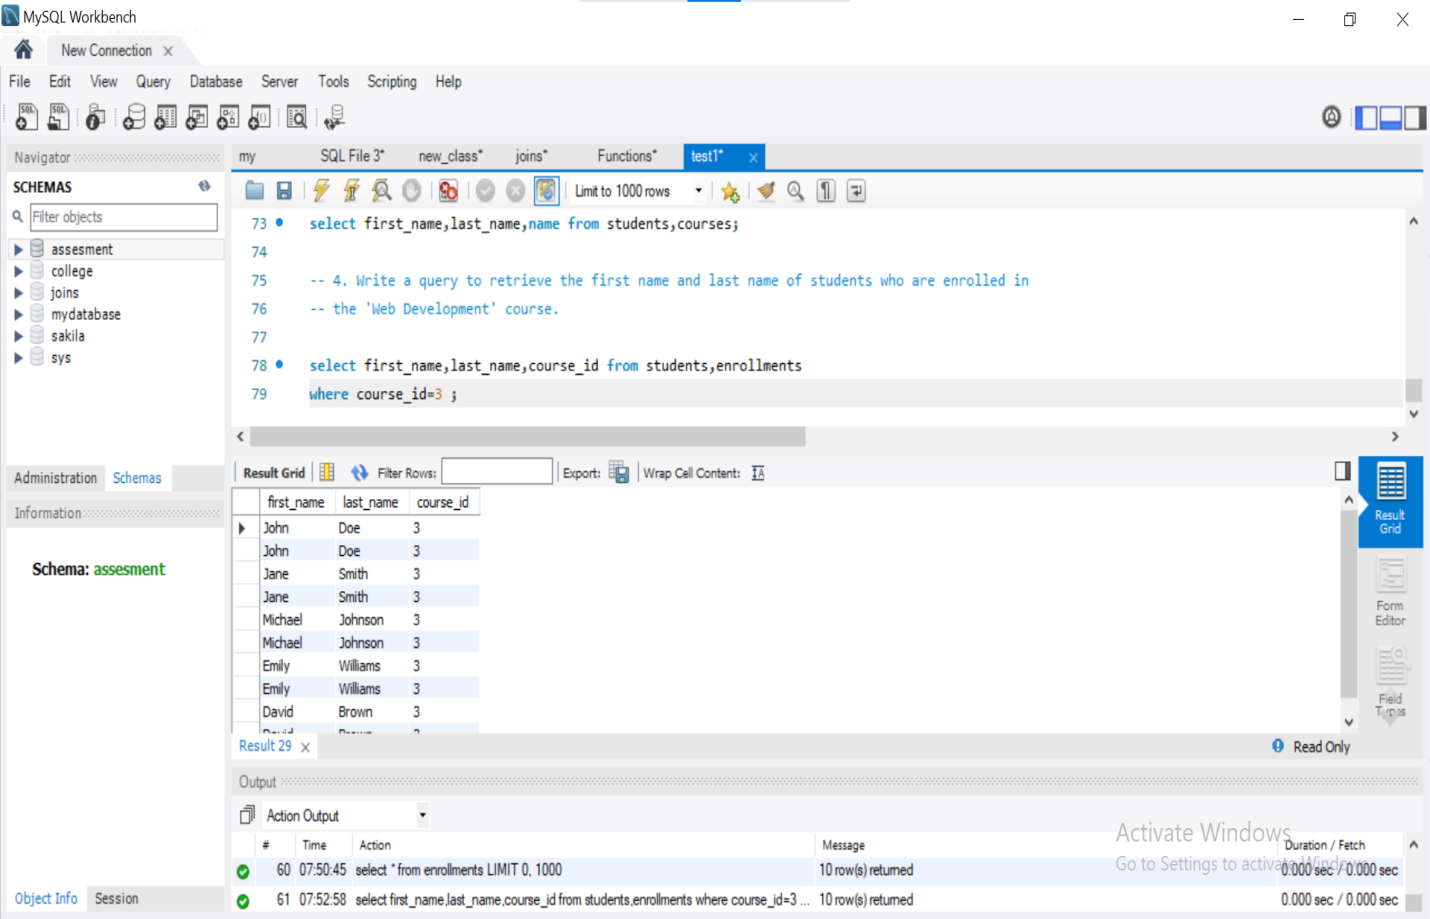 MySQL Workbench
New Connection
File Edit View Query Database Server Tools Scripting Help
Navigator
SCHEMAS
Filter objects
assesment
college
joins
mydatabase
sakila
sys
Administration Schemas
Information
Schema: assesment
Object Info Session
my SQL File 3* new_class* joins* Functions* test1*
Limit to 1000 rows
73 select first_name,last_name,name from students,courses;
74
75 -- 4. Write a query to retrieve the first name and last name of students who are enrolled in
76 -- the 'Web Development' course.
77
78 select first_name,last_name,course_id from students,enrollments
79 where course_id=3 ;
Result Grid Filter Rows: Export: Wrap Cell Content:
first_name last_name course_id
John Doe 3
John Doe 3
Jane Smith 3
Jane Smith 3
Michael Johnson 3
Michael Johnson 3
Emily Williams 3
Emily Williams 3
David Brown 3
Result
Grid
Form
Editor
Field
Types
Result 29
Read Only
Output
Action Output
# Time Action Message Duration / Fetch
60 07:50:45 select * from enrollments LIMIT 0, 1000 10 row(s) returned 0.000 sec / 0.000 sec
61 07:52:58 select first_name,last_name,course_id from students,enrollments where course_id=3 ... 10 row(s) returned 0.000 sec / 0.000 sec
Activate Windows
Go to Settings to activate Windows.